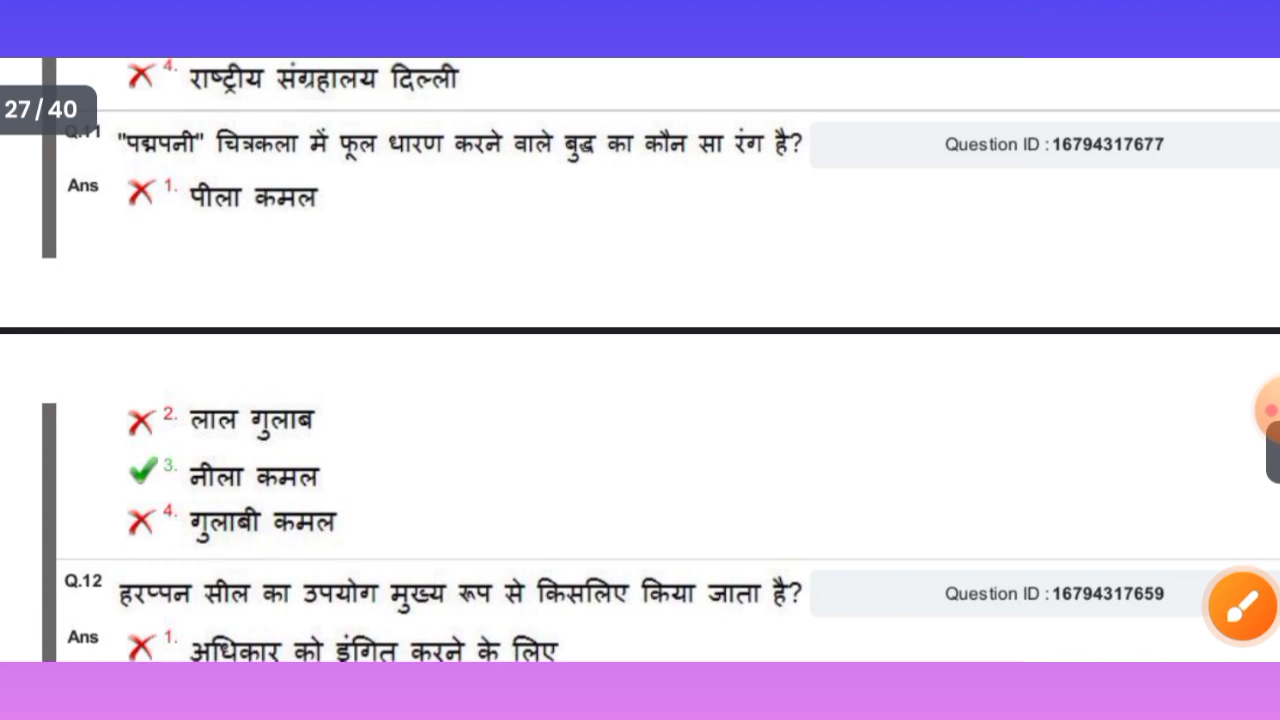 4. राष्ट्रीय संग्रहालय दिल्ली
27/40
Q.11 "पद्मपनी" चित्रकला में फूल धारण करने वाले बुद्ध का कौन सा रंग है? Question ID : 16794317677
Ans 1. पीला कमल
2. लाल गुलाब
3. नीला कमल
4. गुलाबी कमल
Q.12 हरप्पन सील का उपयोग मुख्य रूप से किसलिए किया जाता है? Question ID : 16794317659
Ans 1. अधिकार को इंगित करने के लिए